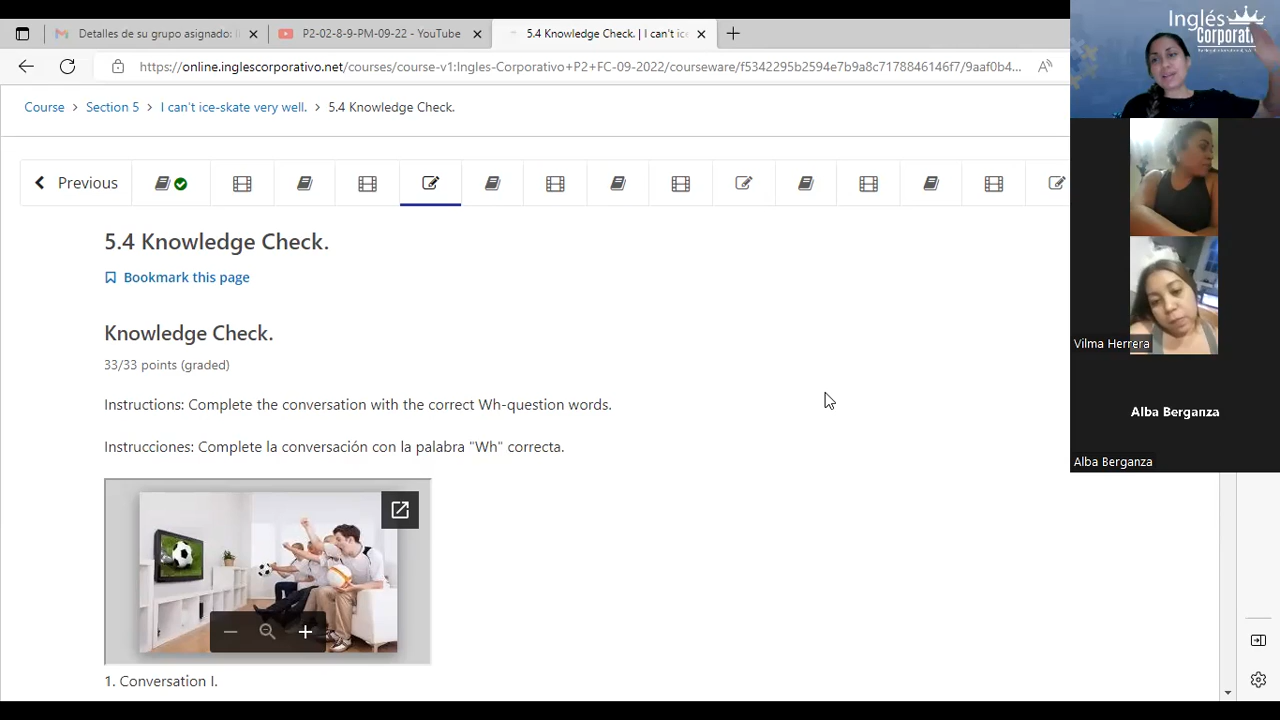 Detalles de su grupo asignado: I
P2-02-8-9-PM-09-22 - YouTube
5.4 Knowledge Check. | I can't ice
https://online.inglescorporativo.net/courses/course-v1:Ingles-Corporativo+P2+FC-09-2022/courseware/f5342295b2594e7b9a8c7178846146f7/9aaf0b4...
Course > Section 5 > I can't ice-skate very well. > 5.4 Knowledge Check.
Previous
5.4 Knowledge Check.
Bookmark this page
Knowledge Check.
33/33 points (graded)
Instructions: Complete the conversation with the correct Wh-question words.
Instrucciones: Complete la conversación con la palabra "Wh" correcta.
1. Conversation I.
Inglés
Corporati
Vilma Herrera
Alba Berganza
Alba Berganza